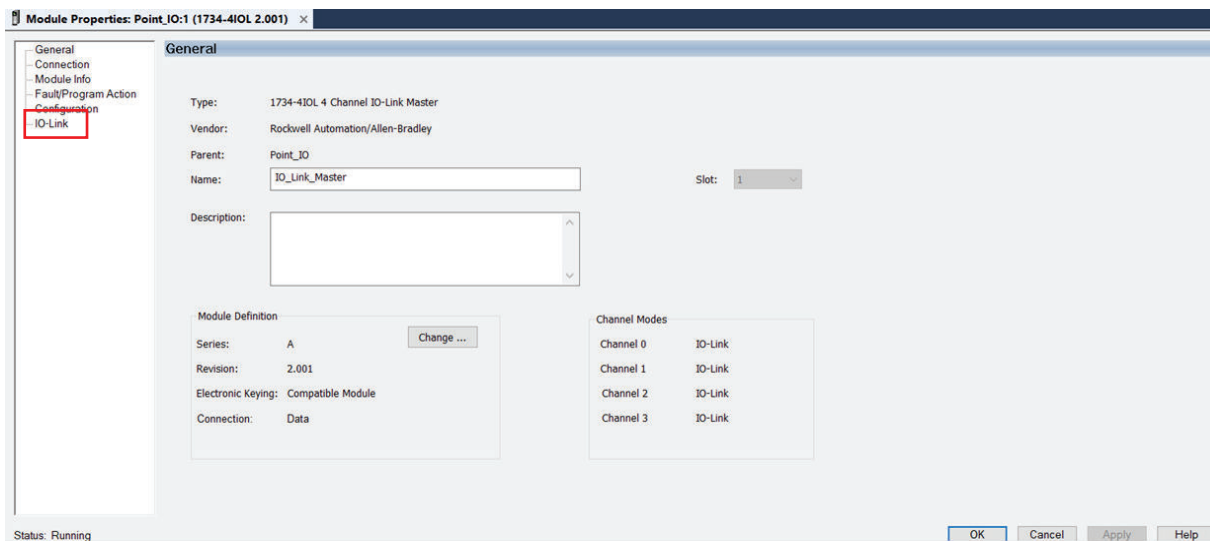 Module Properties: Point_IO:1 (1734-4IOL 2.001) ×
General
Connection
Module Info
Fault/Program Action
Configuration
IO-Link
General
Type: 1734-4IOL 4 Channel IO-Link Master
Vendor: Rockwell Automation/Allen-Bradley
Parent: Point_IO
Name: IO_Link_Master Slot: 1
Description:
Module Definition
Change ...
Series: A
Revision: 2.001
Electronic Keying: Compatible Module
Connection: Data
Channel Modes
Channel 0 IO-Link
Channel 1 IO-Link
Channel 2 IO-Link
Channel 3 IO-Link
Status: Running
OK Cancel Apply Help